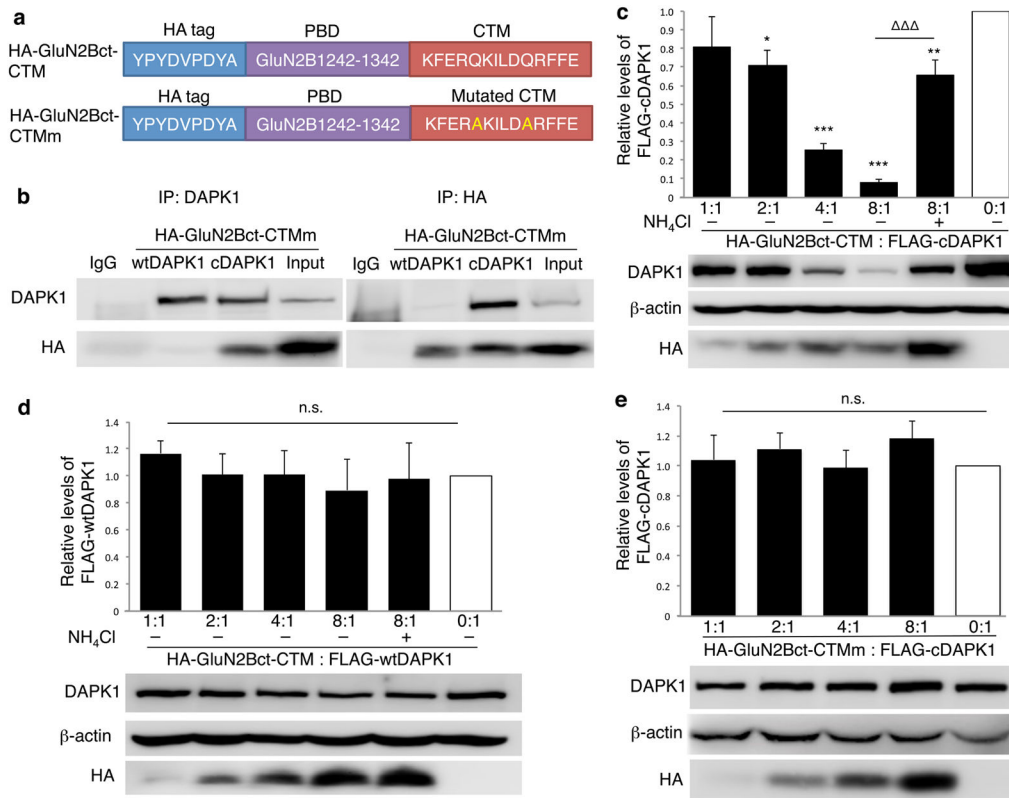 a
HA tag PBD CTM
HA-GluN2Bct-CTM
YPYDVPDYA GluN2B1242-1342 KFERQKILDQRFFE
HA tag PBD Mutated CTM
HA-GluN2Bct-CTMm
YPYDVPDYA GluN2B1242-1342 KFERAKILDARFFE
b
IP: DAPK1 IP: HA
HA-GluN2Bct-CTMm HA-GluN2Bct-CTMm
IgG wtDAPK1 cDAPK1 Input IgG wtDAPK1 cDAPK1 Input
DAPK1
HA
c
Relative levels of
FLAG-cDAPK1
1.0
0.9
0.8
0.7
0.6
0.5
0.4
0.3
0.2
0.1
0
* *** *** ΔΔΔ **
1:1 2:1 4:1 8:1 8:1 0:1
NH₄Cl – – – – + –
HA-GluN2Bct-CTM : FLAG-cDAPK1
DAPK1
β-actin
HA
d
n.s.
Relative levels of
FLAG-wtDAPK1
1.4
1.2
1.0
0.8
0.6
0.4
0.2
0
1:1 2:1 4:1 8:1 8:1 0:1
NH₄Cl – – – – + –
HA-GluN2Bct-CTM : FLAG-wtDAPK1
DAPK1
β-actin
HA
e
n.s.
Relative levels of
FLAG-cDAPK1
1.4
1.2
1.0
0.8
0.6
0.4
0.2
0
1:1 2:1 4:1 8:1 0:1
HA-GluN2Bct-CTMm : FLAG-cDAPK1
DAPK1
β-actin
HA